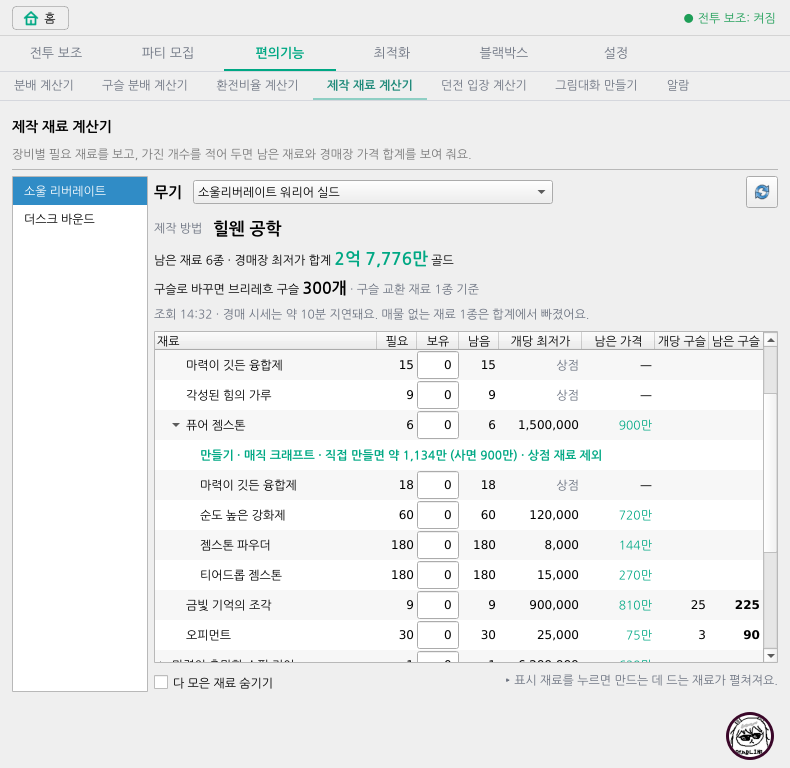 홈
전투 보조: 켜짐
전투 보조 파티 모집 편의기능 최적화 블랙박스 설정
분배 계산기 구슬 분배 계산기 환전비율 계산기 제작 재료 계산기 던전 입장 계산기 그림대화 만들기 알람
제작 재료 계산기
장비별 필요 재료를 보고, 가진 개수를 적어 두면 남은 재료와 경매장 가격 합계를 보여 줘요.
소울 리버레이트
더스크 바운드
무기 소울리버레이트 워리어 실드
제작 방법 힐웬 공학
남은 재료 6종 · 경매장 최저가 합계 2억 7,776만 골드
구슬로 바꾸면 브리레흐 구슬 300개 · 구슬 교환 재료 1종 기준
조회 14:32 · 경매 시세는 약 10분 지연돼요. 매물 없는 재료 1종은 합계에서 빠졌어요.
재료 필요 보유 남음 개당 최저가 남은 가격 개당 구슬 남은 구슬
마력이 깃든 융합제 15 0 15 상점 —
각성된 힘의 가루 9 0 9 상점 —
퓨어 젬스톤 6 0 6 1,500,000 900만
만들기 · 매직 크래프트 · 직접 만들면 약 1,134만 (사면 900만) · 상점 재료 제외
마력이 깃든 융합제 18 0 18 상점 —
순도 높은 강화제 60 0 60 120,000 720만
젬스톤 파우더 180 0 180 8,000 144만
티어드롭 젬스톤 180 0 180 15,000 270만
금빛 기억의 조각 9 0 9 900,000 810만 25 225
오피먼트 30 0 30 25,000 75만 3 90
다 모은 재료 숨기기
▸ 표시 재료를 누르면 만드는 데 드는 재료가 펼쳐져요.